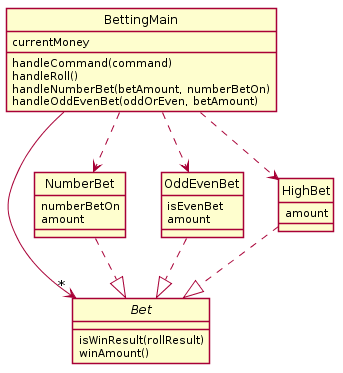 BettingMain
currentMoney
handleCommand(command)
handleRoll()
handleNumberBet(betAmount, numberBetOn)
handleOddEvenBet(oddOrEven, betAmount)
NumberBet
numberBetOn
amount
OddEvenBet
isEvenBet
amount
HighBet
amount
*
Bet
isWinResult(rollResult)
winAmount()